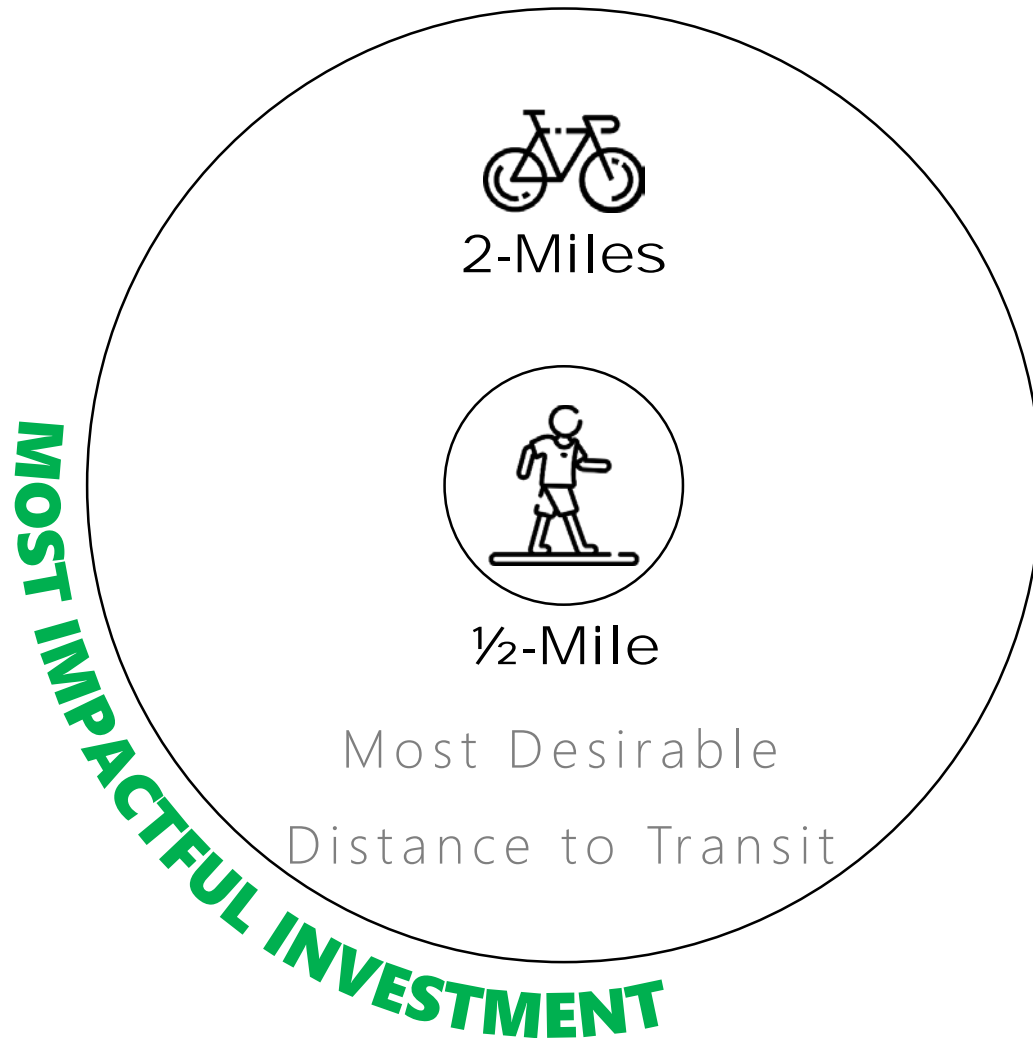 2-Miles
½-Mile
Most Desirable
Distance to Transit
MOST IMPACTFUL INVESTMENT